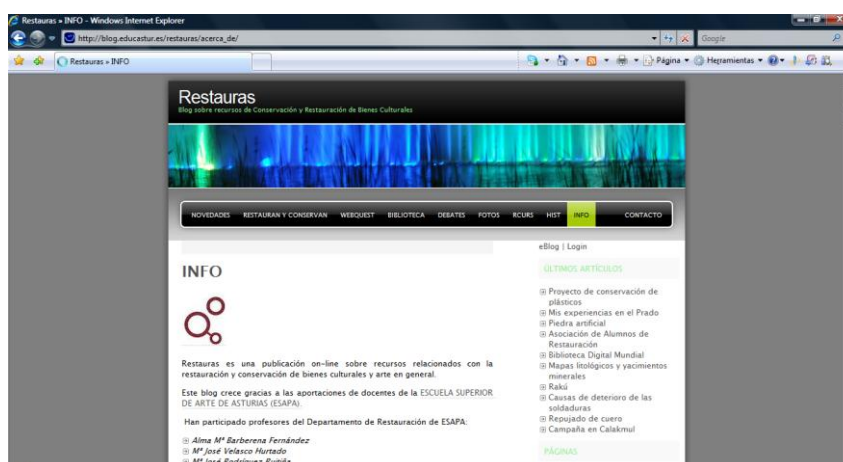 Restauras » INFO - Windows Internet Explorer
http://blog.educastur.es/restauras/acerca_de/
Google
Restauras » INFO
Página
Herramientas
Restauras
Blog sobre recursos de Conservación y Restauración de Bienes Culturales
NOVEDADES RESTAURAN Y CONSERVAN WEBQUEST BIBLIOTECA DEBATES FOTOS RCURS HIST INFO CONTACTO
eBlog | Login
INFO
Restauras es una publicación on-line sobre recursos relacionados con la
restauración y conservación de bienes culturales y arte en general.
Este blog crece gracias a las aportaciones de docentes de la ESCUELA SUPERIOR
DE ARTE DE ASTURIAS (ESAPA).
Han participado profesores del Departamento de Restauración de ESAPA:
Alma Mª Barberena Fernández
Mª José Velasco Hurtado
Mª José Rodríguez
ÚLTIMOS ARTÍCULOS
Proyecto de conservación de
plásticos
Mis experiencias en el Prado
Piedra artificial
Asociación de Alumnos de
Restauración
Biblioteca Digital Mundial
Mapas litológicos y yacimientos
minerales
Rakú
Causas de deterioro de las
soldaduras
Repujado de cuero
Campaña en Calakmul
PÁGINAS